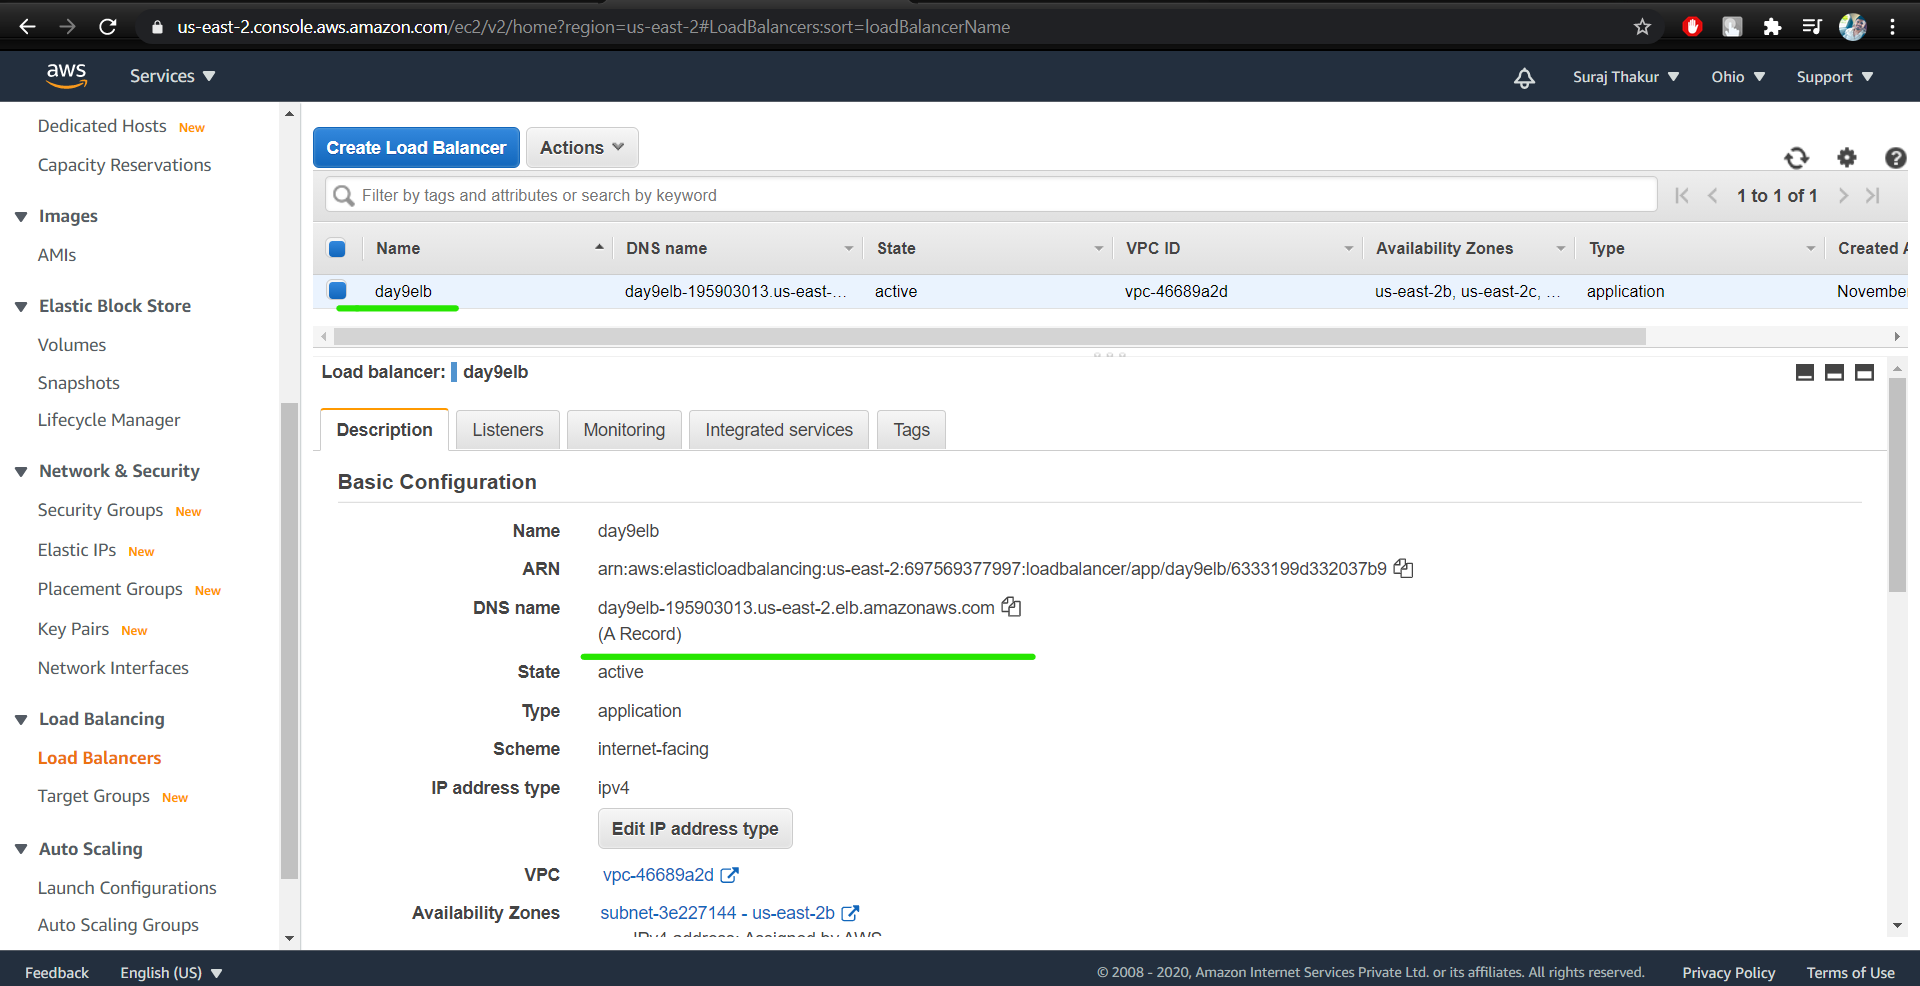 us-east-2.console.aws.amazon.com/ec2/v2/home?region=us-east-2#LoadBalancers:sort=loadBalancerName
aws Services Suraj Thakur Ohio Support
Dedicated Hosts New
Capacity Reservations
Images
AMIs
Elastic Block Store
Volumes
Snapshots
Lifecycle Manager
Network & Security
Security Groups New
Elastic IPs New
Placement Groups New
Key Pairs New
Network Interfaces
Load Balancing
Load Balancers
Target Groups New
Auto Scaling
Launch Configurations
Auto Scaling Groups
Create Load Balancer Actions
Filter by tags and attributes or search by keyword 1 to 1 of 1
Name DNS name State VPC ID Availability Zones Type Created A
day9elb day9elb-195903013.us-east-... active vpc-46689a2d us-east-2b, us-east-2c, ... application November
Load balancer: day9elb
Description Listeners Monitoring Integrated services Tags
Basic Configuration
Name day9elb
ARN arn:aws:elasticloadbalancing:us-east-2:697569377997:loadbalancer/app/day9elb/6333199d332037b9
DNS name day9elb-195903013.us-east-2.elb.amazonaws.com
(A Record)
State active
Type application
Scheme internet-facing
IP address type ipv4
Edit IP address type
VPC vpc-46689a2d
Availability Zones subnet-3e227144 - us-east-2b
IPv4 address: Assigned by AWS
Feedback English (US) © 2008 - 2020, Amazon Internet Services Private Ltd. or its affiliates. All rights reserved. Privacy Policy Terms of Use